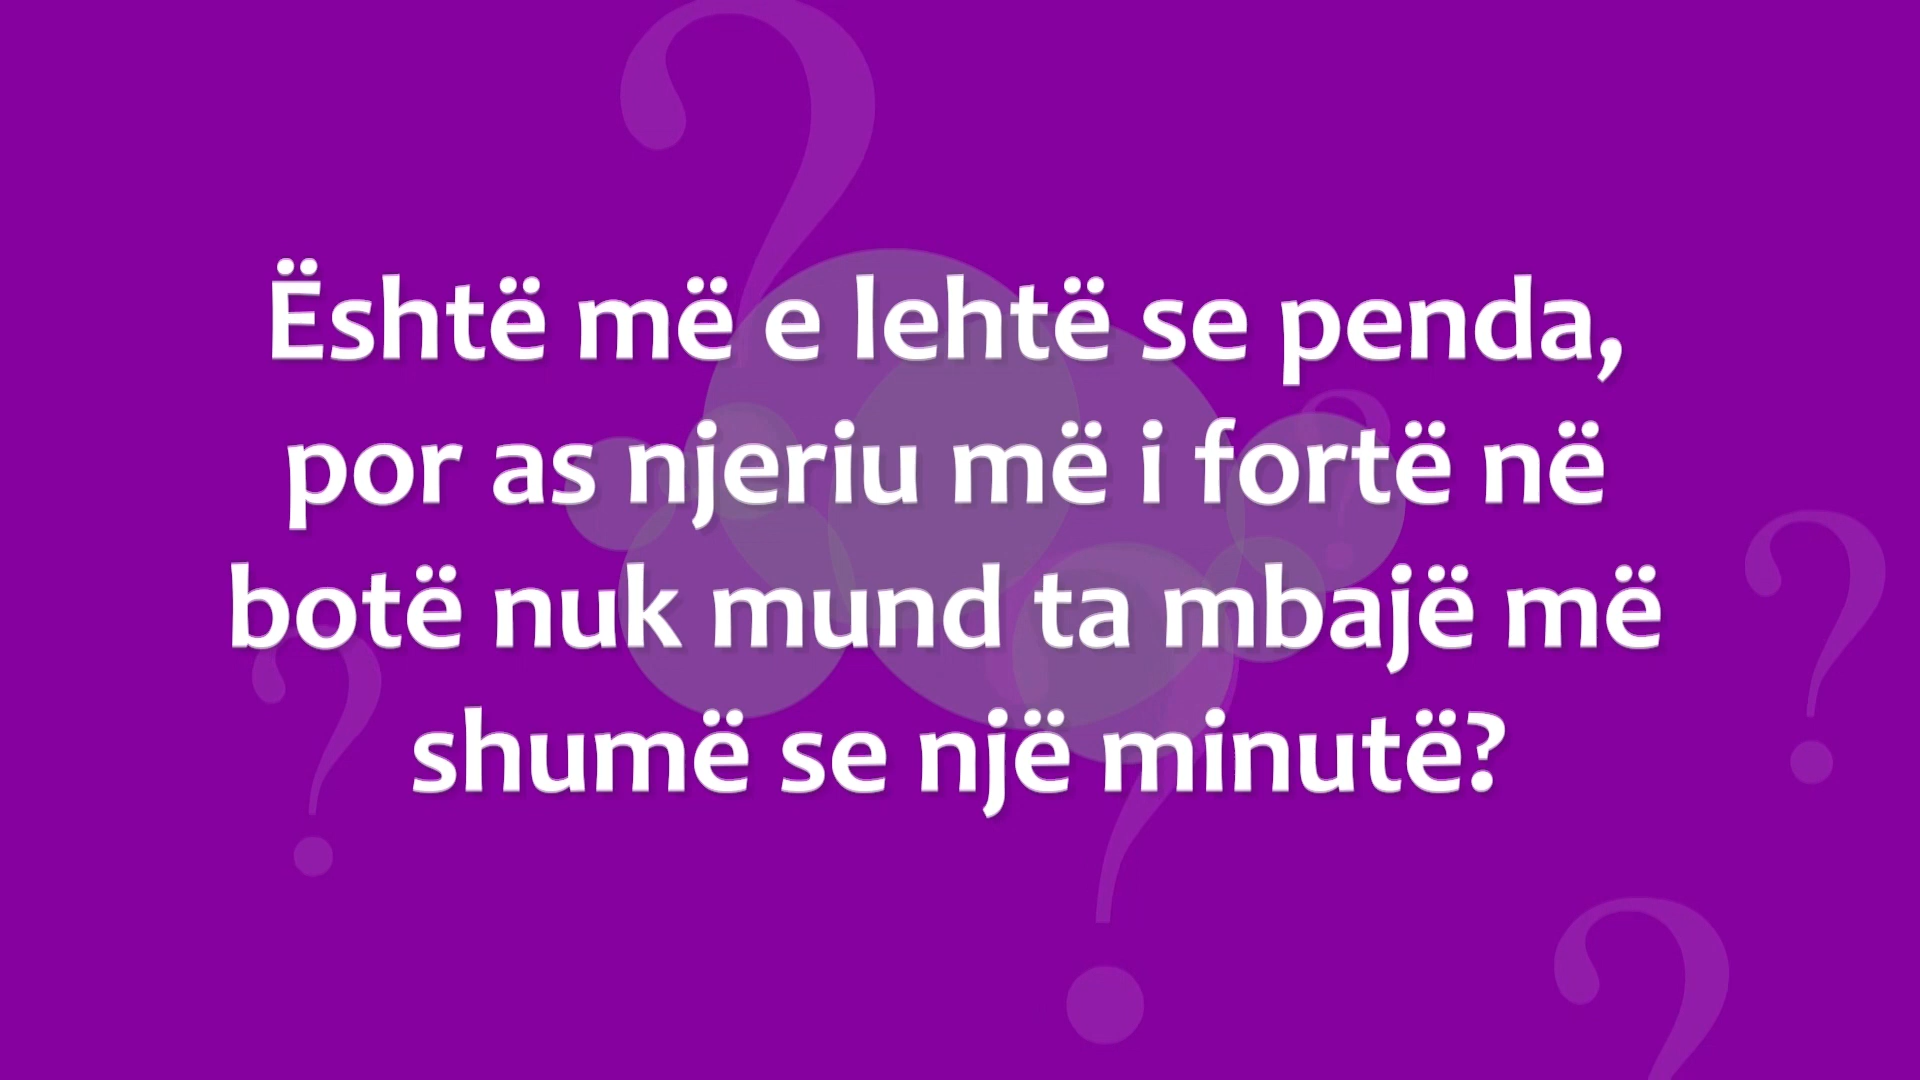 Është më e lehtë se penda,
por as njeriu më i fortë në
botë nuk mund ta mbajë më
shumë se një minutë?